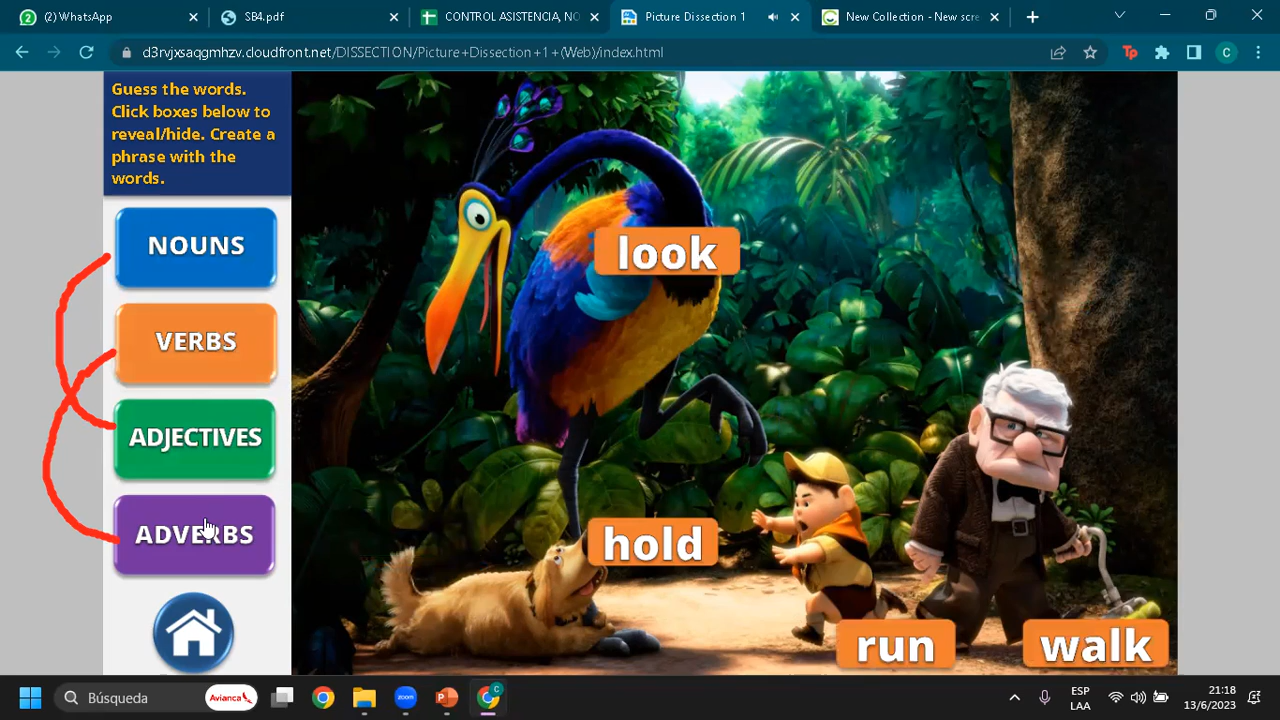 (2) WhatsApp
SB4.pdf
CONTROL ASISTENCIA, NO
Picture Dissection 1
New Collection - New scre
d3rvjxsaqgmhzv.cloudfront.net/DISSECTION/Picture+Dissection+1+(Web)/index.html
Tp
C
Guess the words.
Click boxes below to
reveal/hide. Create a
phrase with the
words.
NOUNS
VERBS
ADJECTIVES
ADVERBS
look
hold
run
walk
Búsqueda
Avianca
ESP
LAA
21:18
13/6/2023